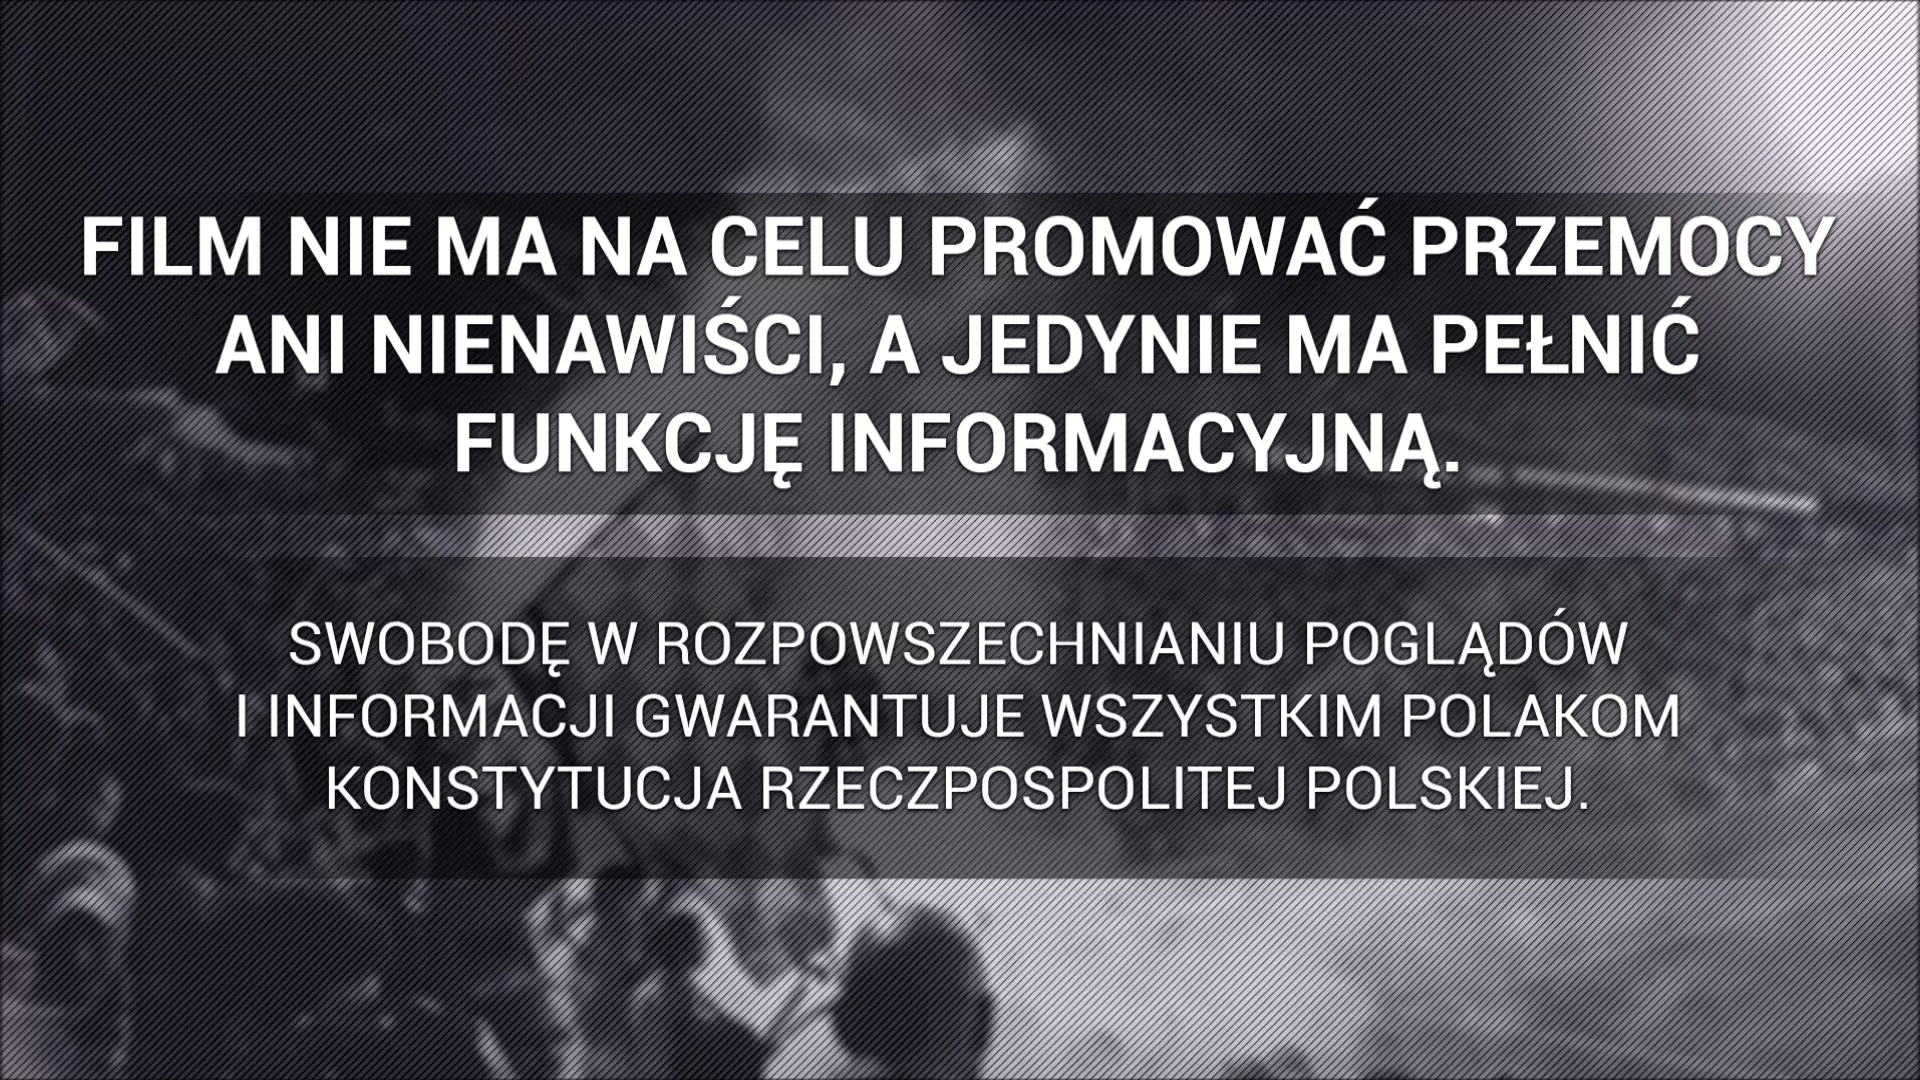 FILM NIE MA NA CELU PROMOWAĆ PRZEMOCY
ANI NIENAWIŚCI, A JEDYNIE MA PEŁNIĆ
FUNKCJĘ INFORMACYJNĄ.
SWOBODĘ W ROZPOWSZECHNIANIU POGLĄDÓW
I INFORMACJI GWARANTUJE WSZYSTKIM POLAKOM
KONSTYTUCJA RZECZPOSPOLITEJ POLSKIEJ.